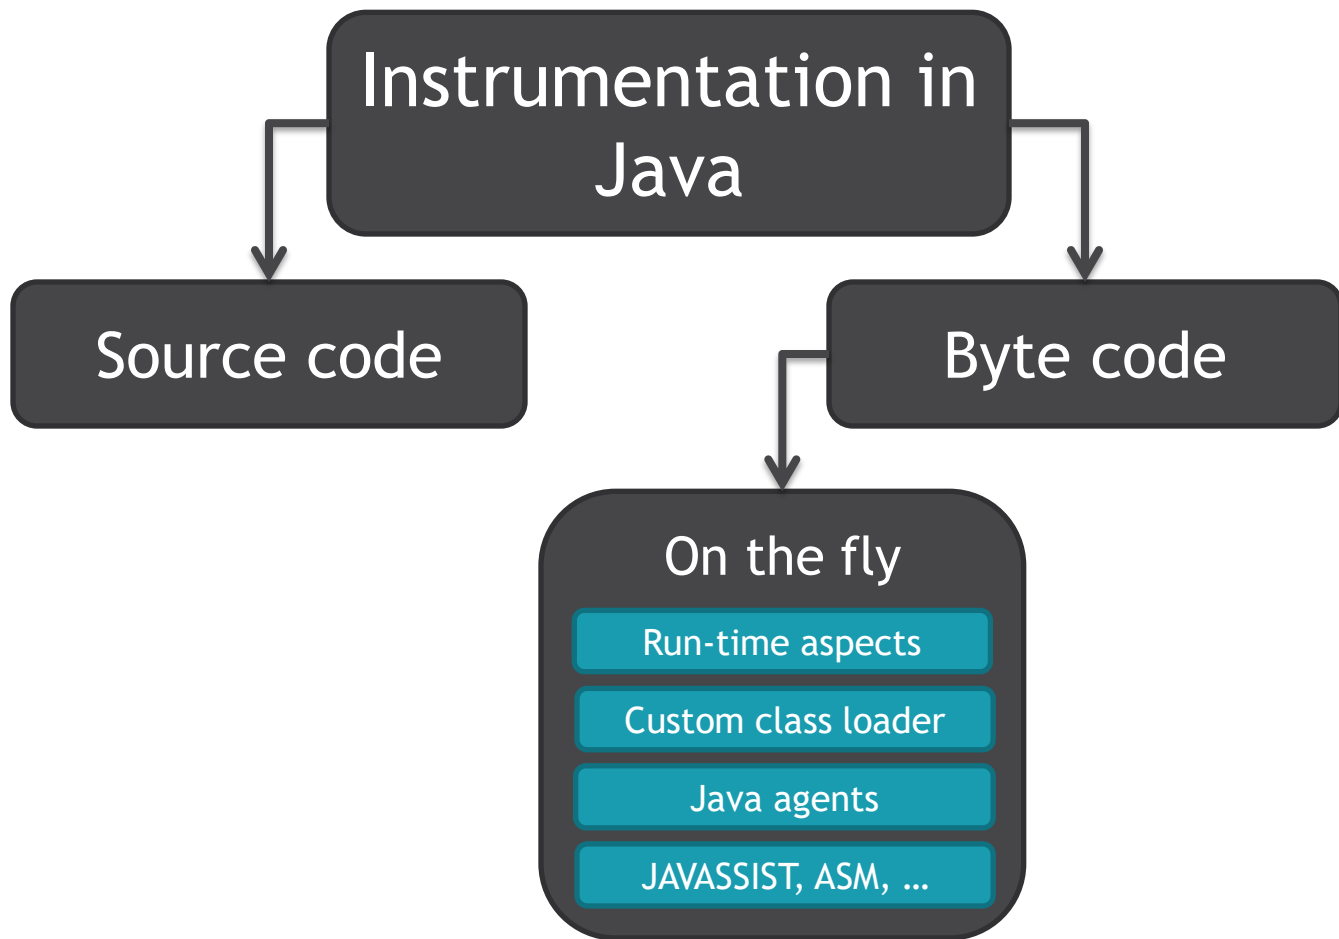 Instrumentation in
Java
Source code
Byte code
On the fly
Run-time aspects
Custom class loader
Java agents
JAVASSIST, ASM, …